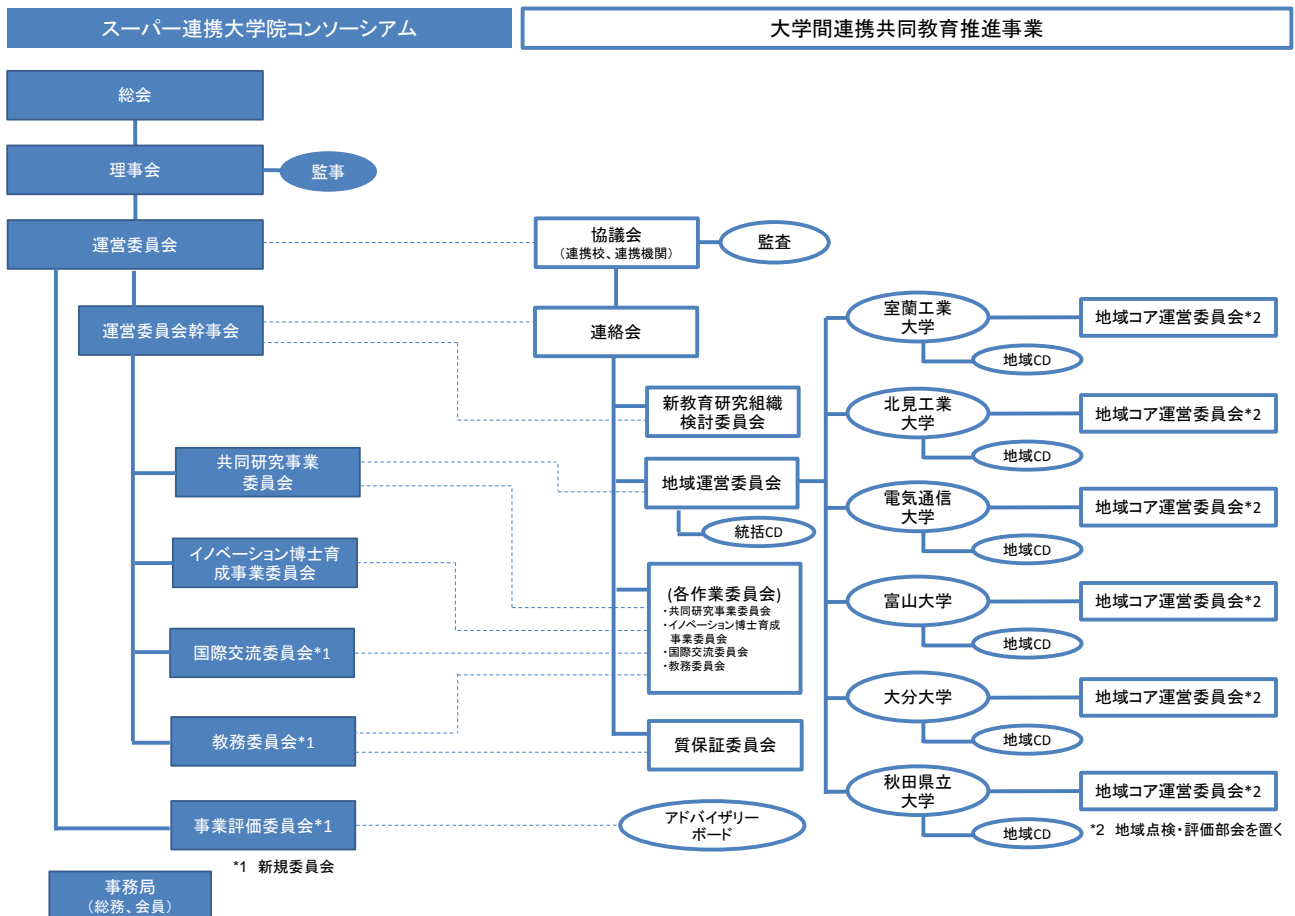 スーパー連携大学院コンソーシアム
大学間連携共同教育推進事業
総会
理事会
監事
運営委員会
運営委員会幹事会
共同研究事業
委員会
イノベーション博士育
成事業委員会
国際交流委員会*1
教務委員会*1
事業評価委員会*1
*1 新規委員会
事務局
（総務、会員）
協議会
（連携校、連携機関）
監査
連絡会
新教育研究組織
検討委員会
地域運営委員会
統括CD
(各作業委員会)
・共同研究事業委員会
・イノベーション博士育成
事業委員会
・国際交流委員会
・教務委員会
質保証委員会
アドバイザリー
ボード
室蘭工業
大学
地域コア運営委員会*2
地域CD
北見工業
大学
地域コア運営委員会*2
地域CD
電気通信
大学
地域コア運営委員会*2
地域CD
富山大学
地域コア運営委員会*2
地域CD
大分大学
地域コア運営委員会*2
地域CD
秋田県立
大学
地域コア運営委員会*2
地域CD
*2 地域点検・評価部会を置く